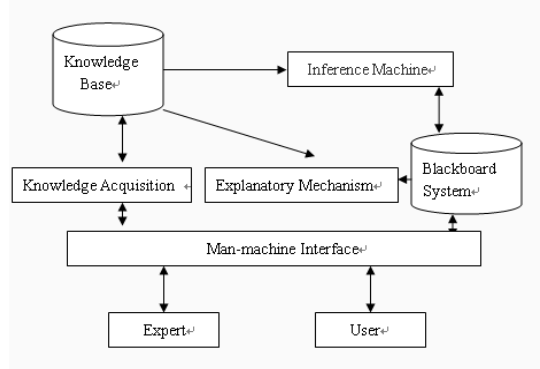 Knowledge
Base↵
Inference Machine↵
Blackboard
System↵
Knowledge Acquisition ↵
Explanatory Mechanism↵
Man-machine Interface↵
Expert↵
User↵